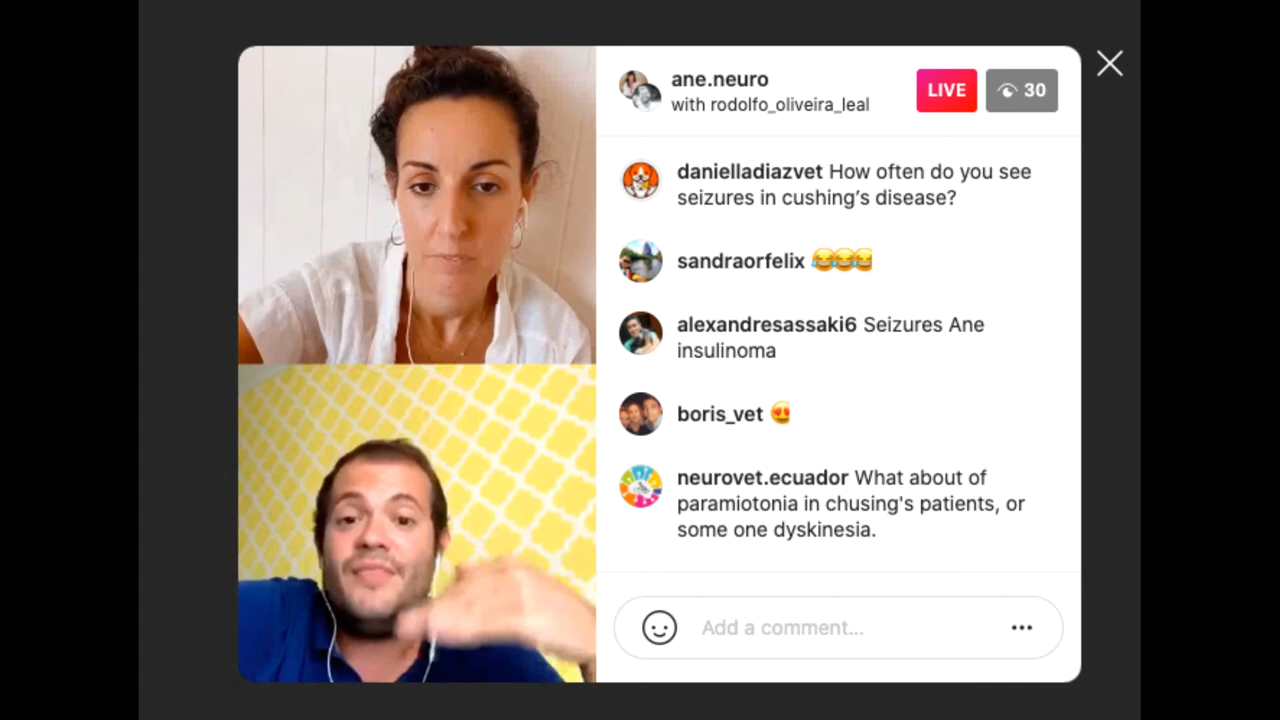 ane.neuro
with rodolfo_oliveira_leal
LIVE
30
danielladiazvet How often do you see
seizures in cushing’s disease?
sandraorfelix 😂😂😂
alexandresassaki6 Seizures Ane
insulinoma
boris_vet 😍
neurovet.ecuador What about of
paramiotonia in chusing's patients, or
some one dyskinesia.
Add a comment...